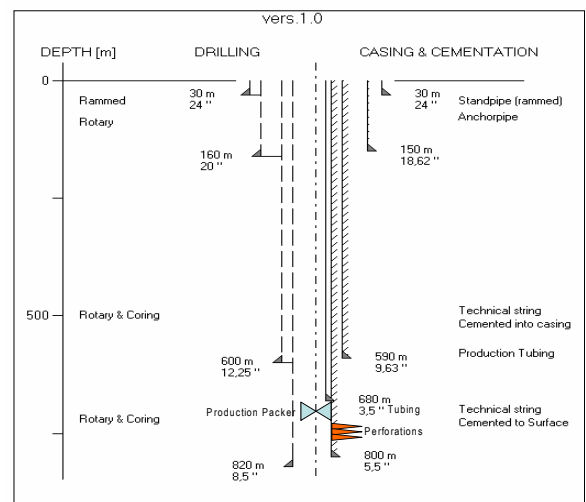 vers.1.0
DEPTH [m]
DRILLING
CASING & CEMENTATION
0
Rammed
30 m
24 "
30 m
24 "
Standpipe (rammed)
Rotary
Anchorpipe
160 m
20 "
150 m
18,62 "
500
Rotary & Coring
Technical string
Cemented into casing
600 m
12,25 "
590 m
9,63 "
Production Tubing
680 m
3,5 " Tubing
Production Packer
Rotary & Coring
Technical string
Cemented to Surface
Perforations
820 m
8,5 "
800 m
5,5 "